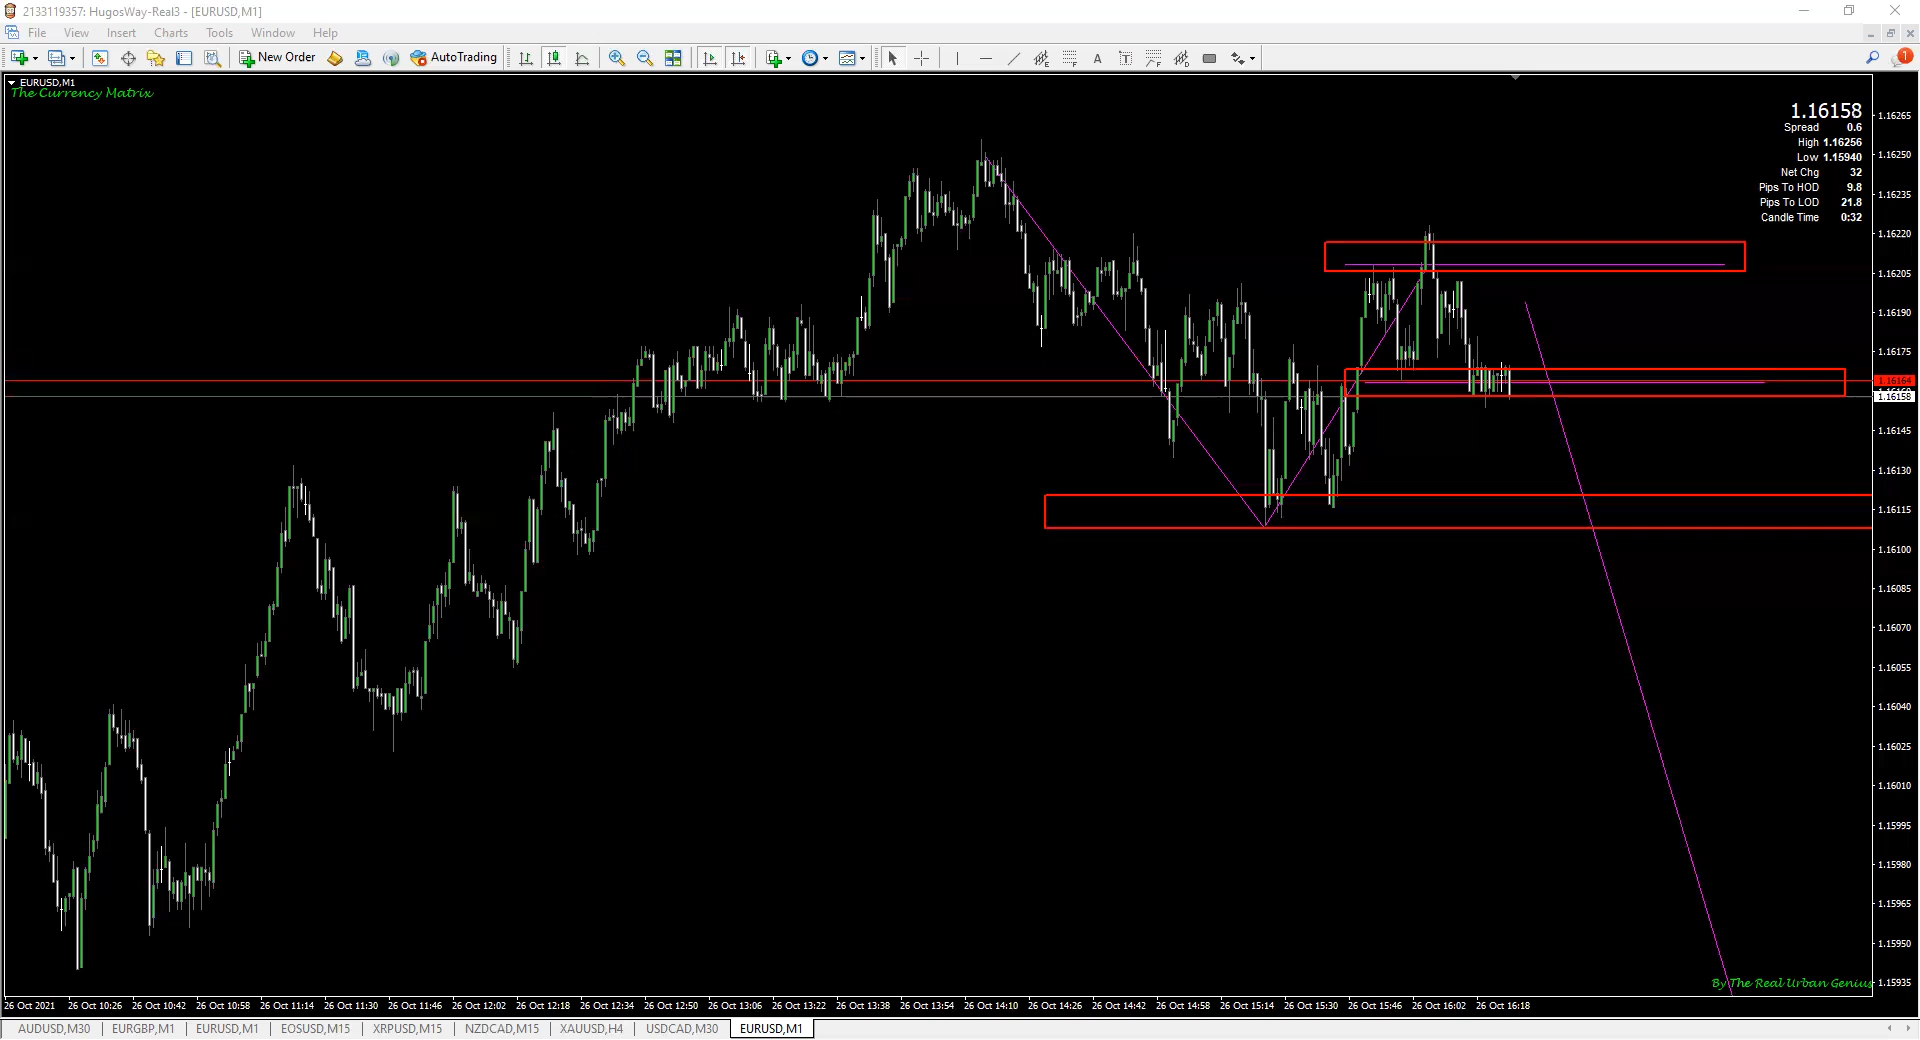 2133119357: HugosWay-Real3 - [EURUSD,M1]
File View Insert Charts Tools Window Help
New Order AutoTrading
1
EURUSD,M1
The Currency Matrix
1.16158
Spread 0.6
High 1.16256
Low 1.15940
Net Chg 32
Pips To HOD 9.8
Pips To LOD 21.8
Candle Time 0:32
1.16265
1.16250
1.16235
1.16220
1.16205
1.16190
1.16175
1.16164
1.16158
1.16145
1.16130
1.16115
1.16100
1.16085
1.16070
1.16055
1.16040
1.16025
1.16010
1.15995
1.15980
1.15965
1.15950
1.15935
By The Real Urban Genius
26 Oct 2021 26 Oct 10:26 26 Oct 10:42 26 Oct 10:58 26 Oct 11:14 26 Oct 11:30 26 Oct 11:46 26 Oct 12:02 26 Oct 12:18 26 Oct 12:34 26 Oct 12:50 26 Oct 13:06 26 Oct 13:22 26 Oct 13:38 26 Oct 13:54 26 Oct 14:10 26 Oct 14:26 26 Oct 14:42 26 Oct 14:58 26 Oct 15:14 26 Oct 15:30 26 Oct 15:46 26 Oct 16:02 26 Oct 16:18
AUDUSD,M30 EURGBP,M1 EURUSD,M1 EOSUSD,M15 XRPUSD,M15 NZDCAD,M15 XAUUSD,H4 USDCAD,M30 EURUSD,M1